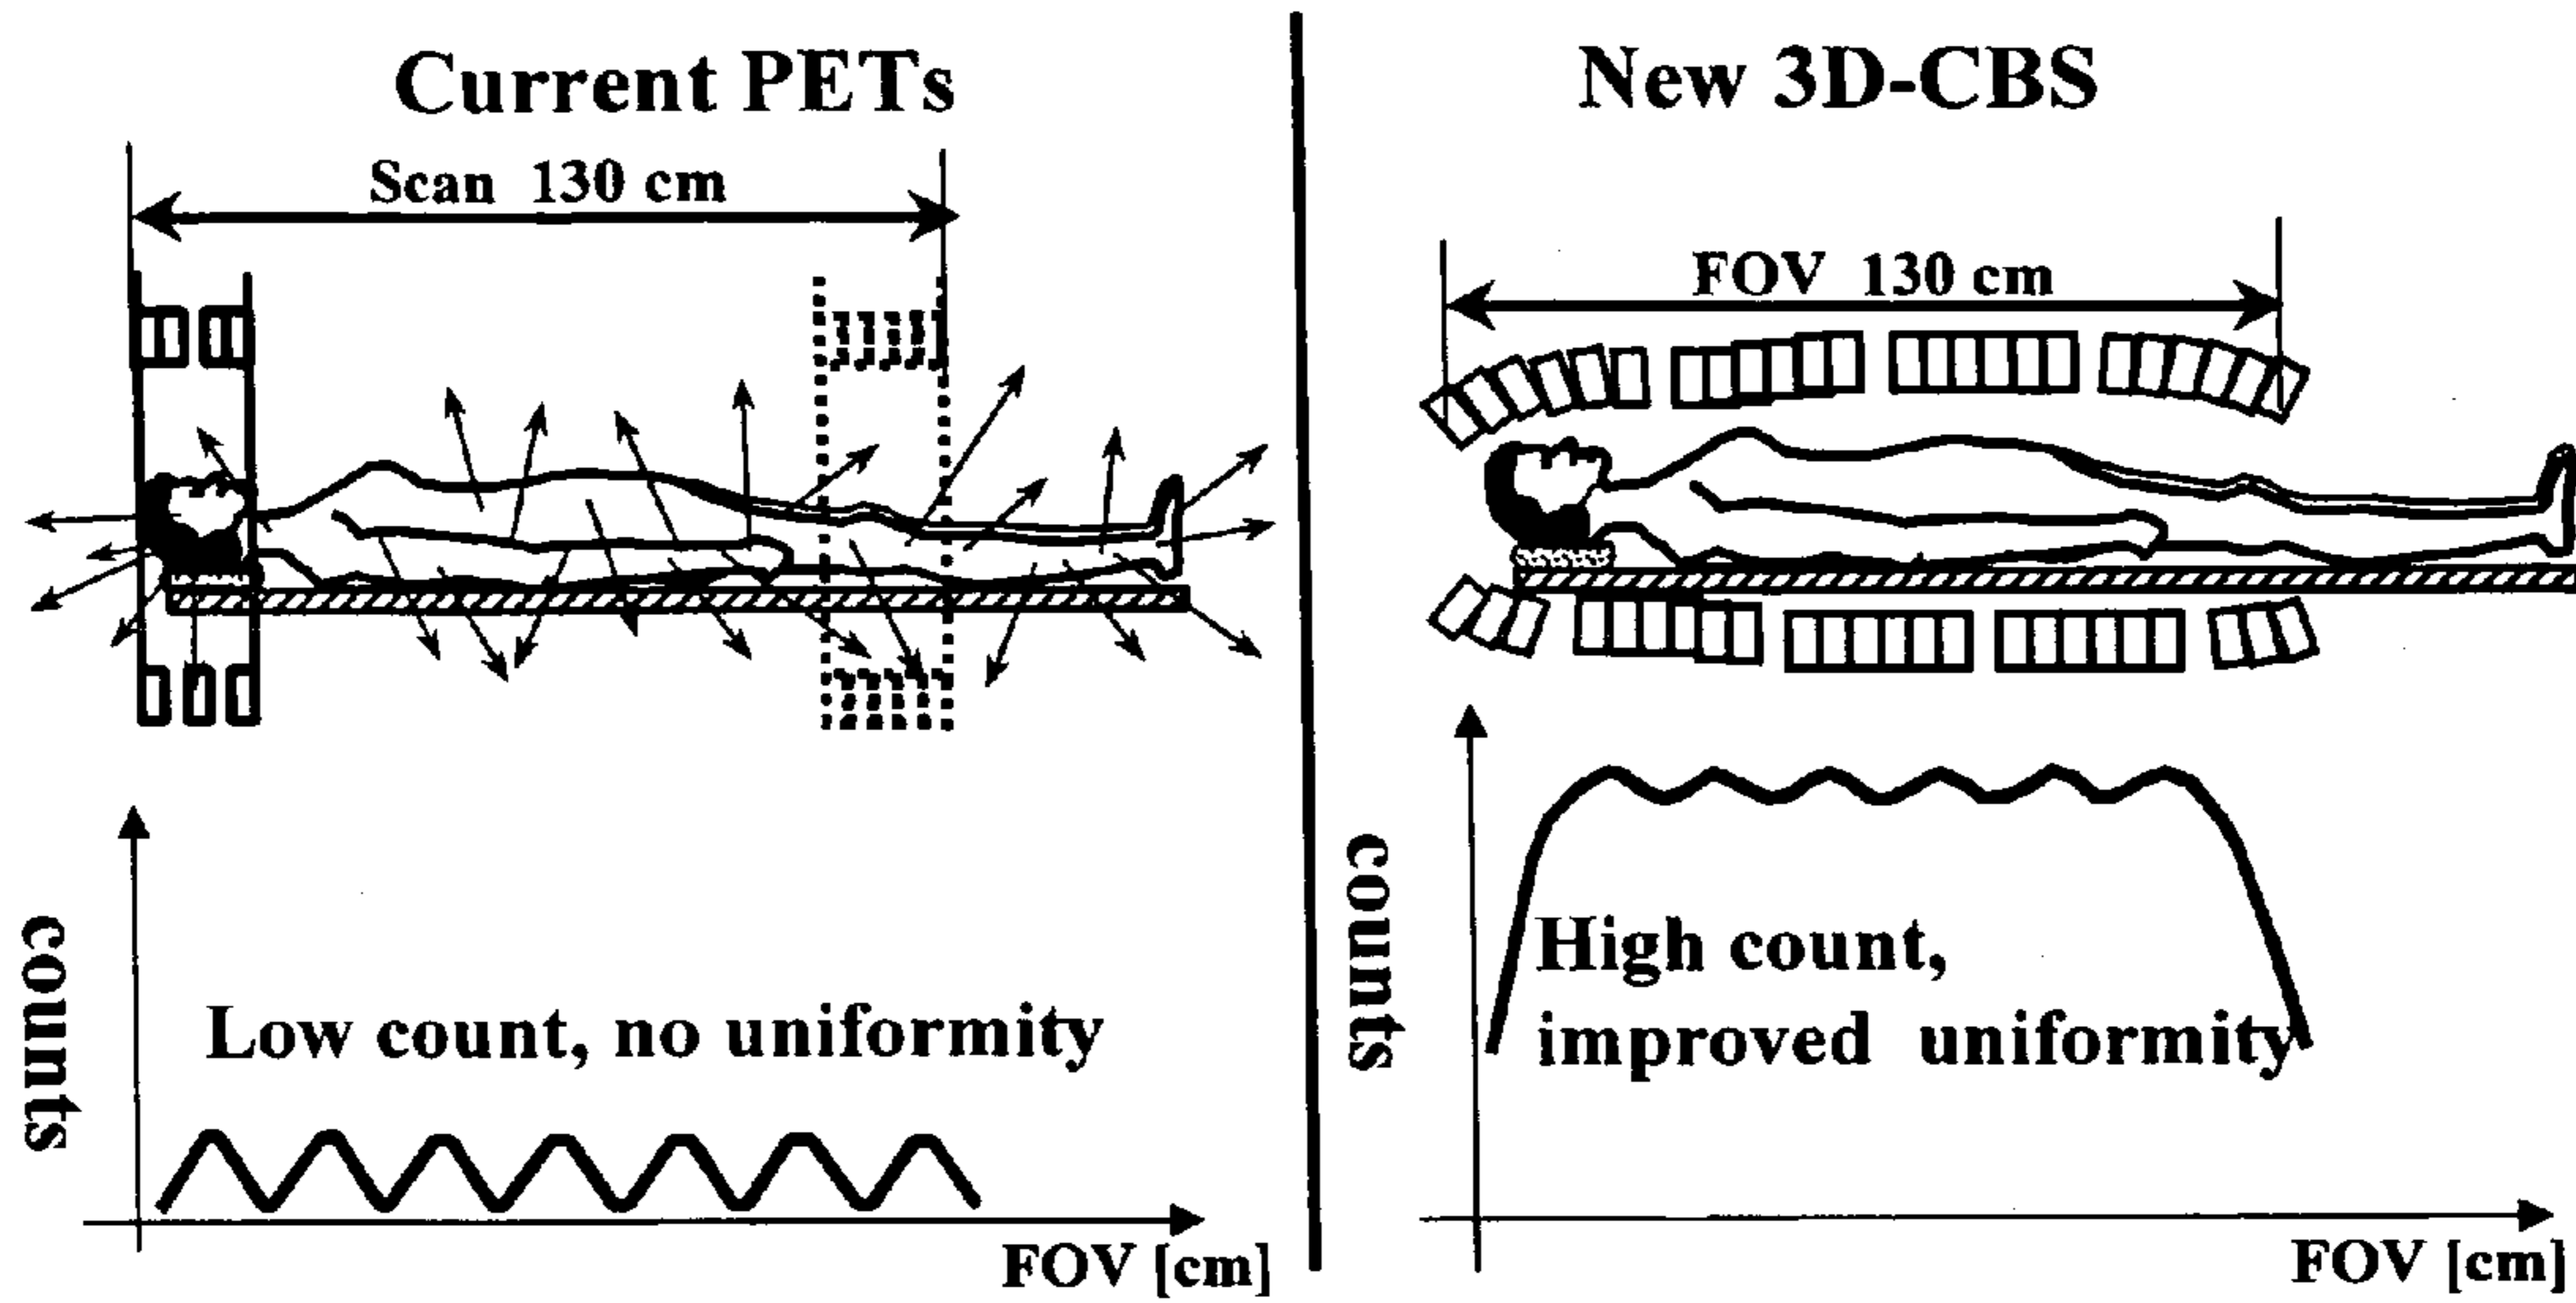 Current PETs
Scan 130 cm
counts
Low count, no uniformity
FOV [cm]
New 3D-CBS
FOV 130 cm
counts
High count,
improved uniformity
FOV [cm]